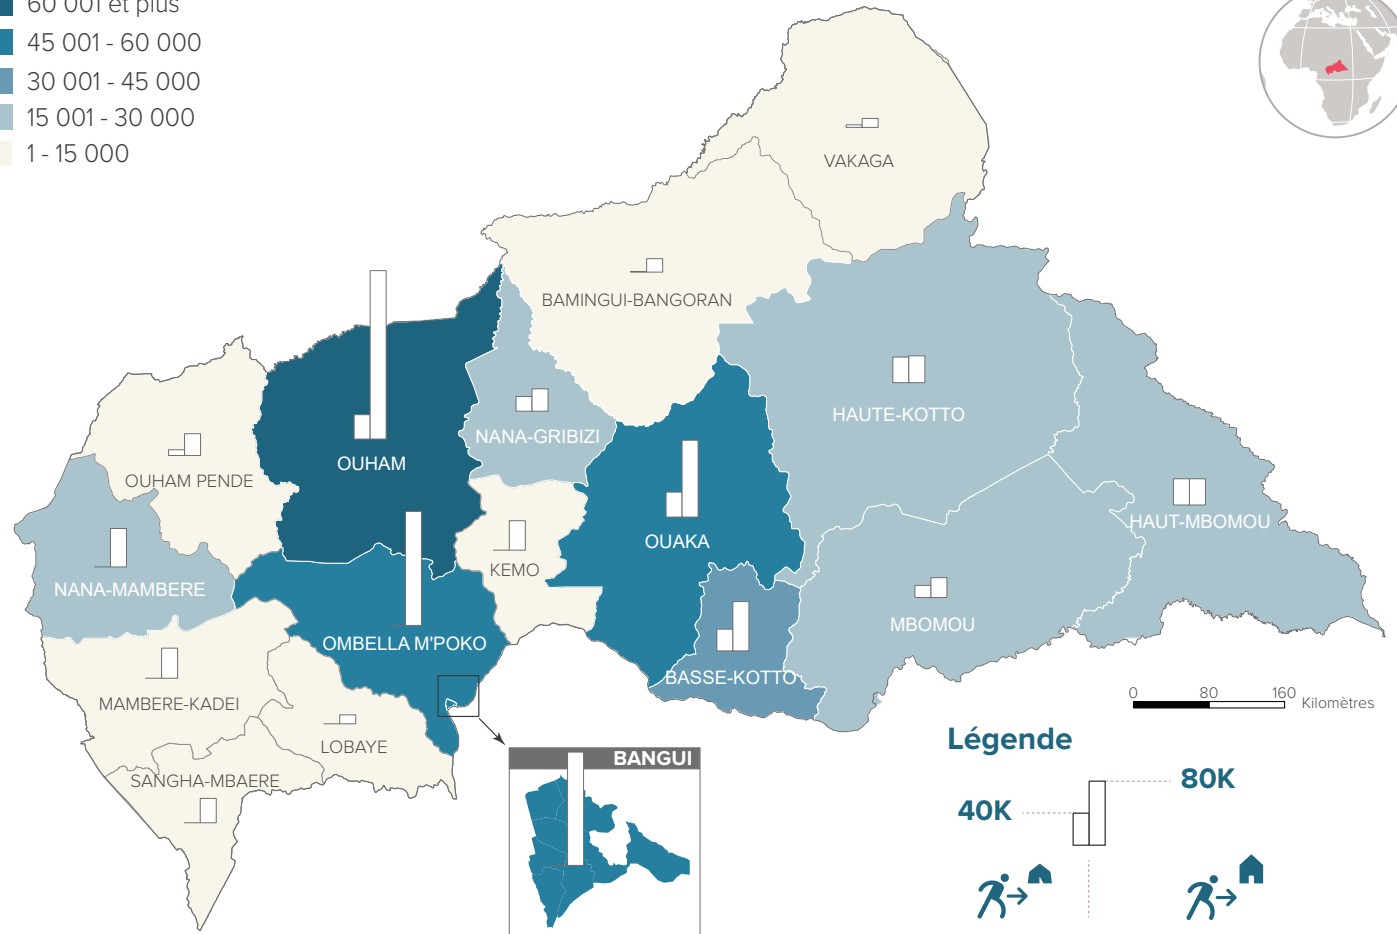 60 001 et plus
45 001 - 60 000
30 001 - 45 000
15 001 - 30 000
1 - 15 000
VAKAGA
BAMINGUI-BANGORAN
HAUTE-KOTTO
NANA-GRIBIZI
OUHAM
OUHAM PENDE
HAUT-MBOMOU
OUAKA
KEMO
NANA-MAMBERE
MBOMOU
OMBELLA M'POKO
BASSE-KOTTO
MAMBERE-KADEI
LOBAYE
SANGHA-MBAERE
0 80 160 Kilomètres
BANGUI
Légende
80K
40K